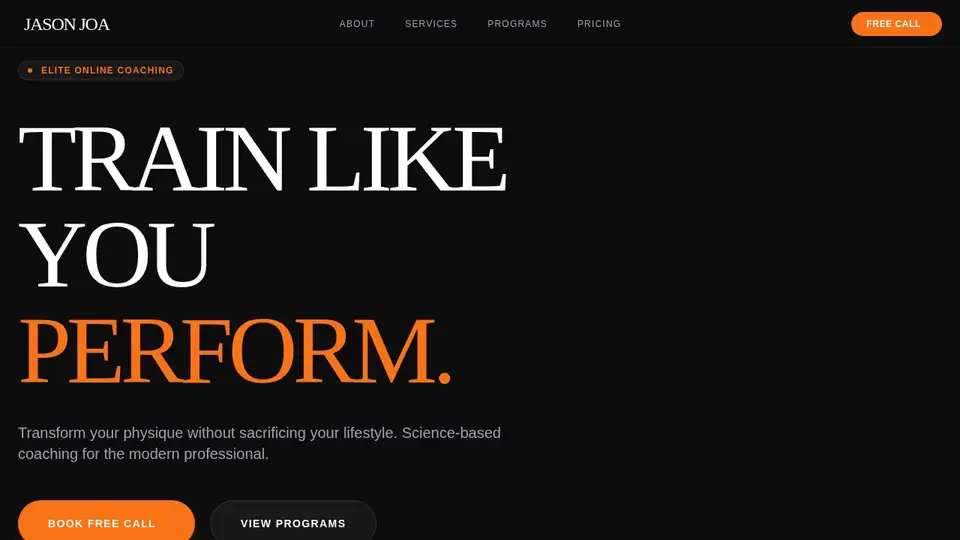 JASON JOA
ABOUT
SERVICES
PROGRAMS
PRICING
FREE CALL
ELITE ONLINE COACHING
TRAIN LIKE
YOU
PERFORM.
Transform your physique without sacrificing your lifestyle. Science-based
coaching for the modern professional.
BOOK FREE CALL
VIEW PROGRAMS